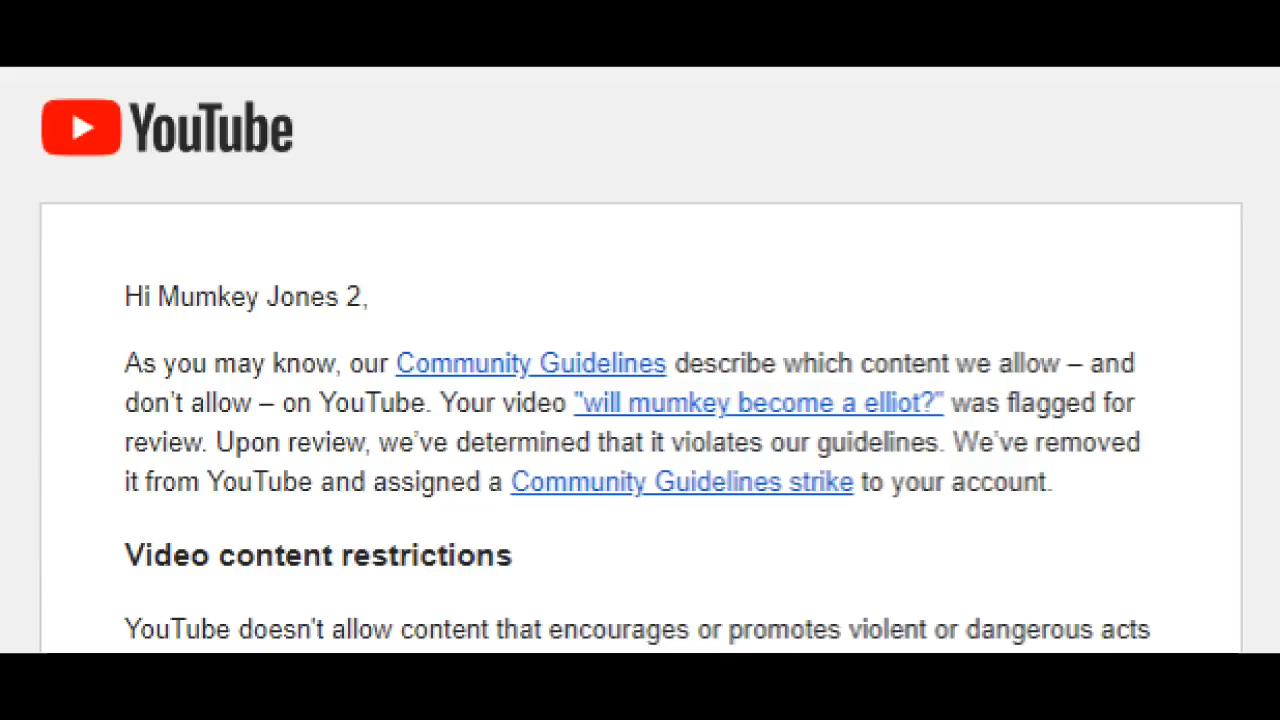 YouTube
Hi Mumkey Jones 2,
As you may know, our Community Guidelines describe which content we allow – and
don't allow – on YouTube. Your video "will mumkey become a elliot?" was flagged for
review. Upon review, we've determined that it violates our guidelines. We've removed
it from YouTube and assigned a Community Guidelines strike to your account.
Video content restrictions
YouTube doesn't allow content that encourages or promotes violent or dangerous acts